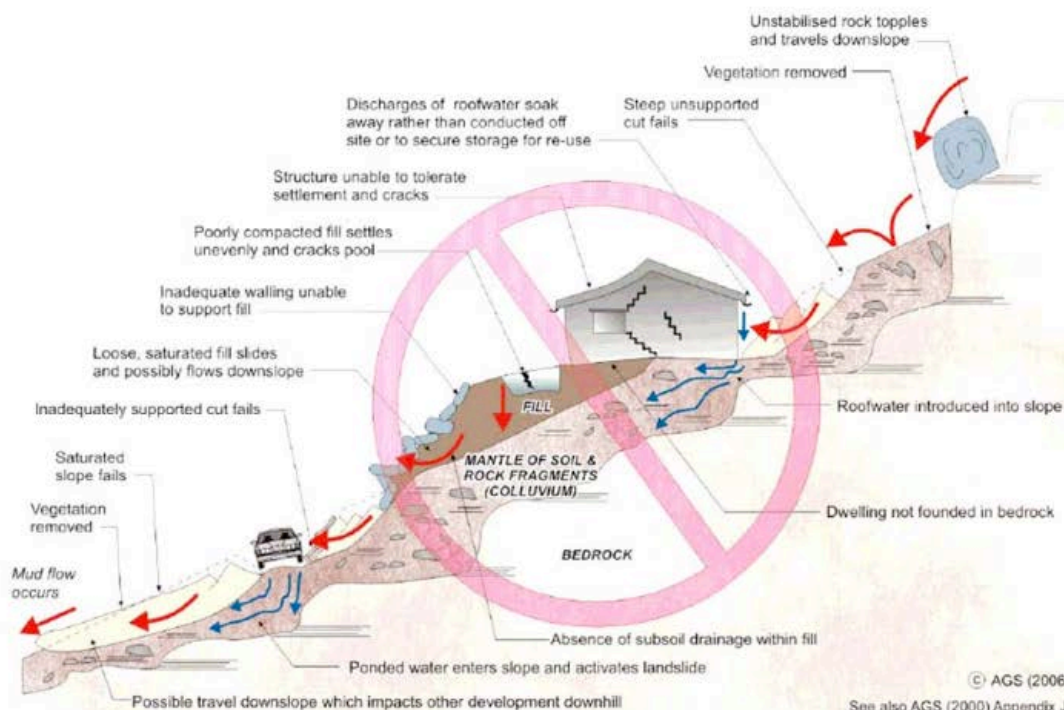 Unstabilised rock topples
and travels downslope
Vegetation removed
Discharges of roofwater soak
away rather than conducted off
site or to secure storage for re-use
Steep unsupported
cut fails
Structure unable to tolerate
settlement and cracks
Poorly compacted fill settles
unevenly and cracks pool
Inadequate walling unable
to support fill
Loose, saturated fill slides
and possibly flows downslope
Inadequately supported cut fails
Roofwater introduced into slope
Saturated
slope fails
Vegetation
removed
Mud flow
occurs
FILL
MANTLE OF SOIL &
ROCK FRAGMENTS
(COLLUVIUM)
Dwelling not founded in bedrock
BEDROCK
Absence of subsoil drainage within fill
Ponded water enters slope and activates landslide
Possible travel downslope which impacts other development downhill
© AGS (2006
See also AGS (2000) Appendix